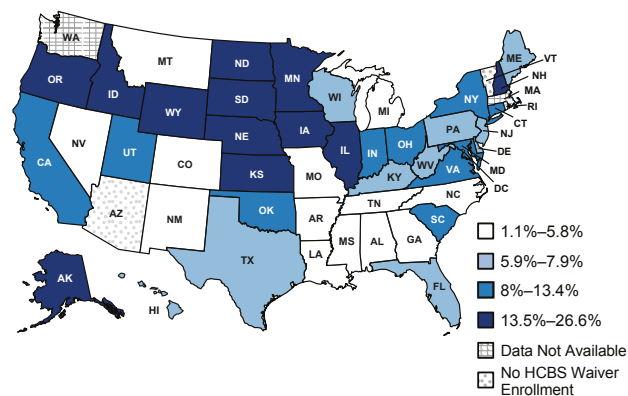 WA
MT
ND
MN
ME
VT
OR
ID
SD
WI
NH
WY
MI
NY
MA
RI
CT
NE
IA
PA
NJ
NV
UT
IL
IN
OH
DE
CA
CO
WV
VA
MD
KS
MO
KY
DC
AZ
NM
OK
AR
TN
NC
SC
MS
AL
GA
LA
TX
AK
HI
FL
1.1%–5.8%
5.9%–7.9%
8%–13.4%
13.5%–26.6%
Data Not Available
No HCBS Waiver
Enrollment